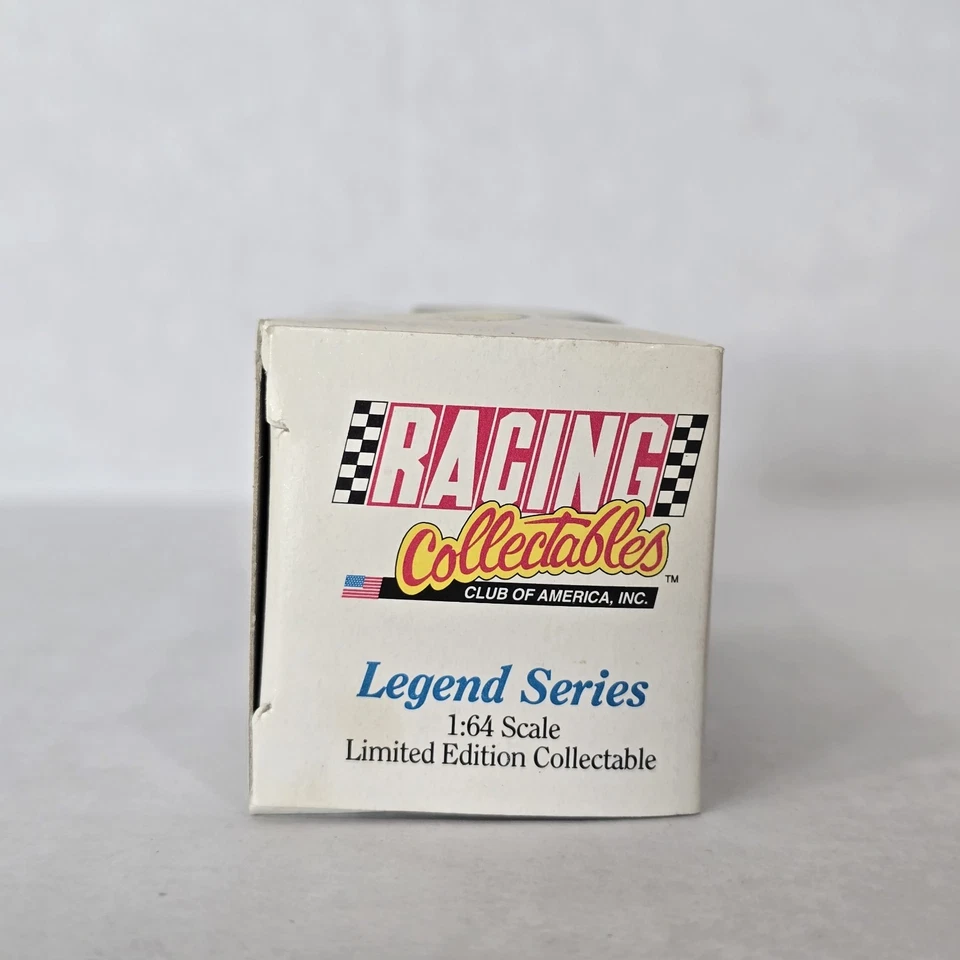 RACING
Collectables
TM
CLUB OF AMERICA, INC.
Legend Series
1:64 Scale
Limited Edition Collectable